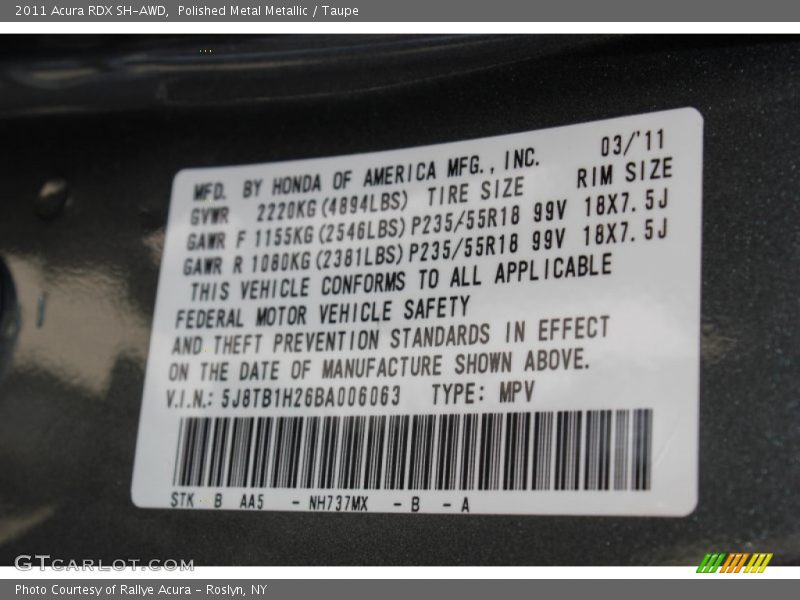 2011 Acura RDX SH-AWD,  Polished Metal Metallic / Taupe
03/'11
MFD. BY HONDA OF AMERICA MFG., INC.
GVWR 2220KG (4894LBS) TIRE SIZE RIM SIZE
GAWR F 1155KG (2546LBS) P235/55R18 99V 18X7.5J
GAWR R 1080KG (2381LBS) P235/55R18 99V 18X7.5J
THIS VEHICLE CONFORMS TO ALL APPLICABLE
FEDERAL MOTOR VEHICLE SAFETY
AND THEFT PREVENTION STANDARDS IN EFFECT
ON THE DATE OF MANUFACTURE SHOWN ABOVE.
V.I.N.: 5J8TB1H26BA006063 TYPE: MPV
STK B AA5 - NH737MX - B - A
GTCARLOT.COM
Photo Courtesy of Rallye Acura - Roslyn, NY